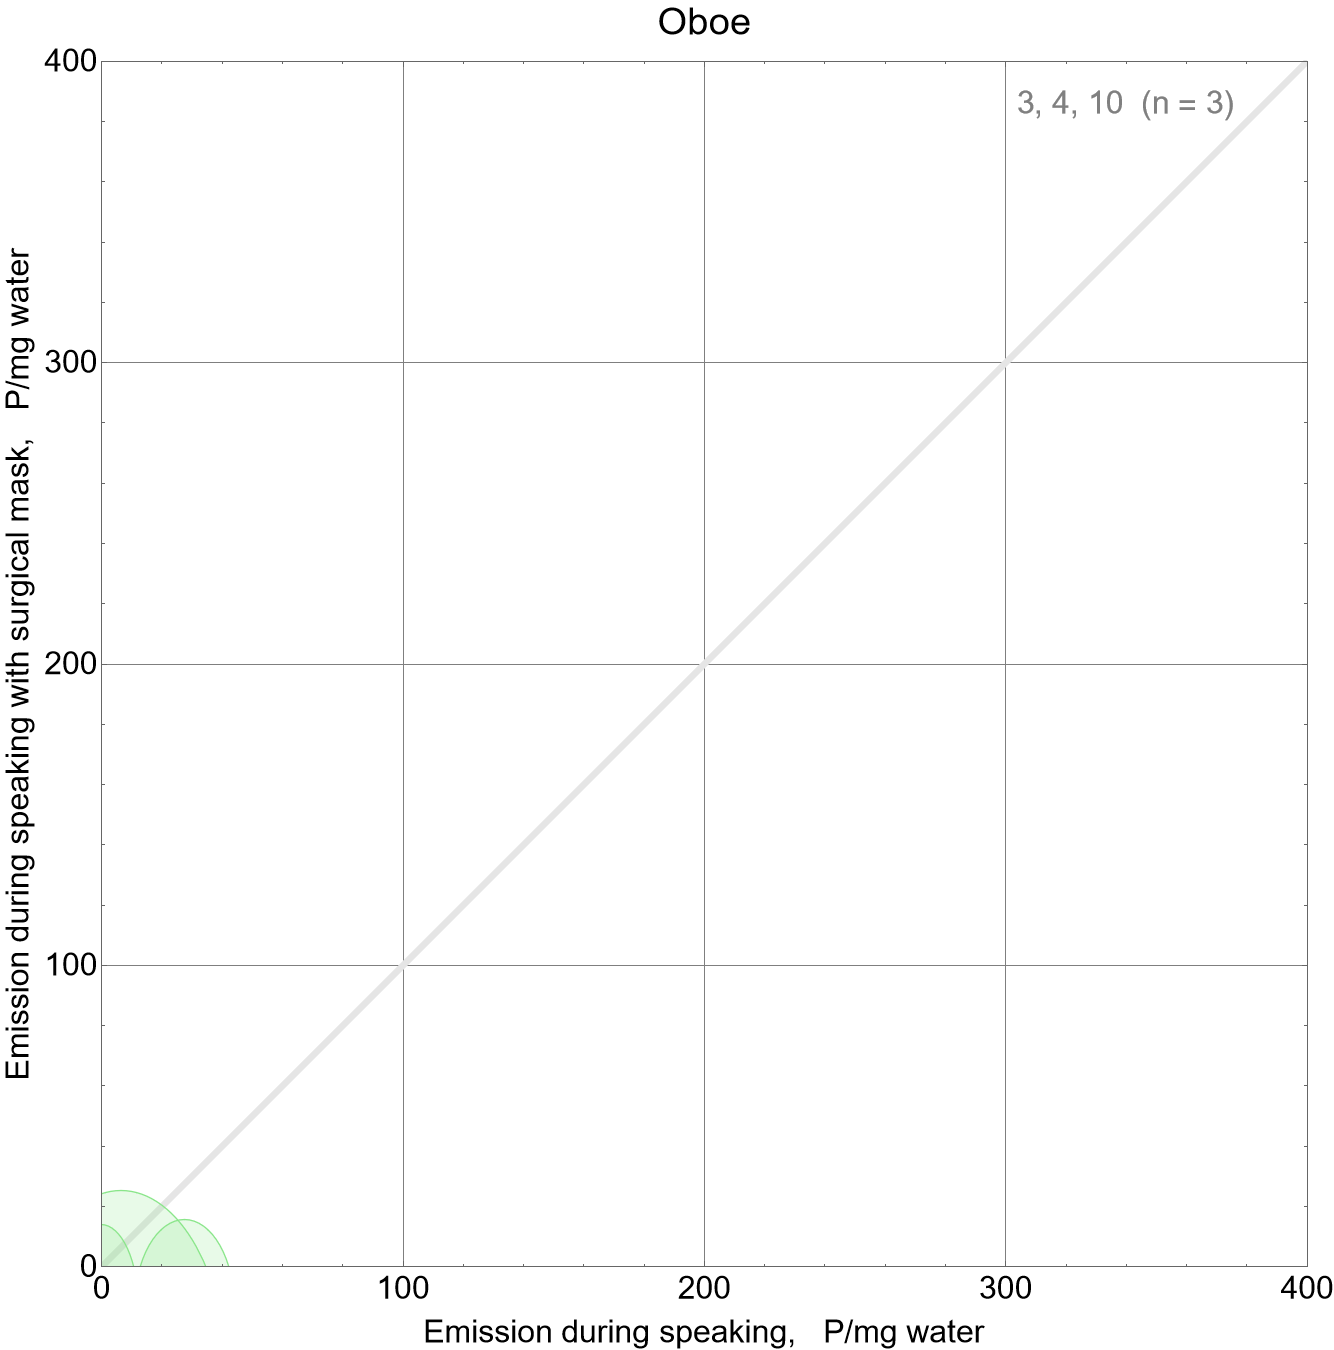 Oboe
400
3, 4, 10 (n = 3)
300
200
100
0
Emission during speaking with surgical mask, P/mg water
0 100 200 300 400
Emission during speaking, P/mg water